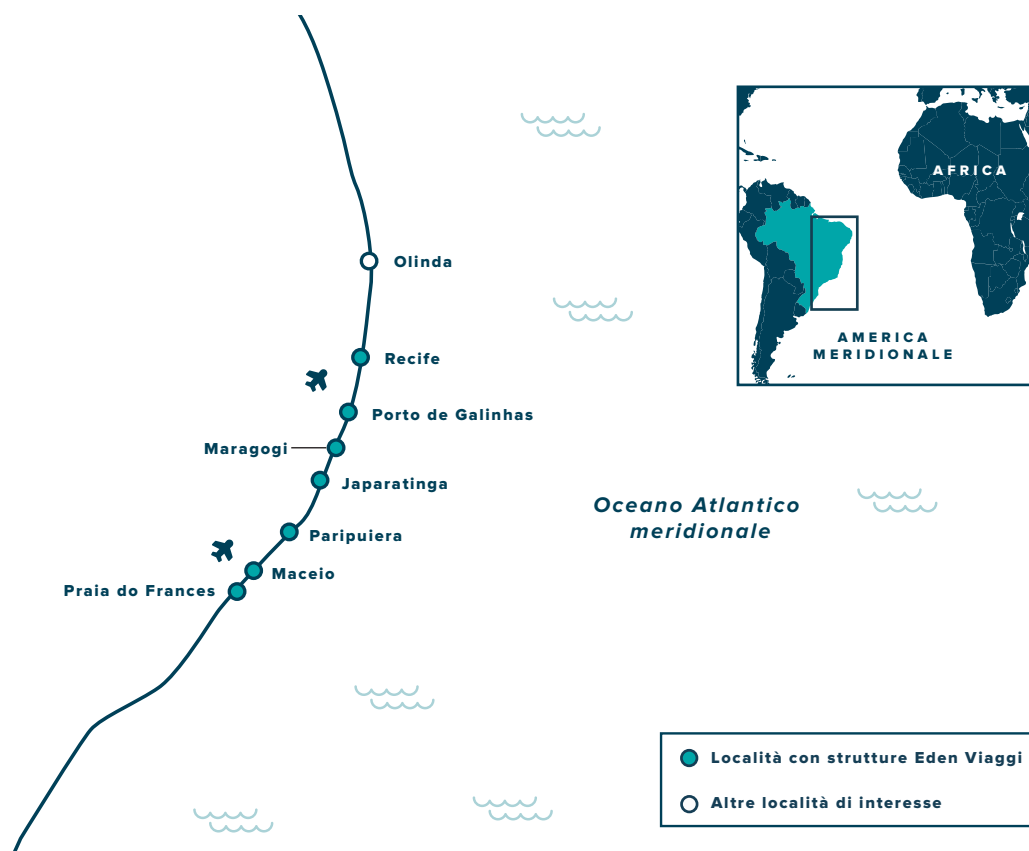 AFRICA
Olinda
AMERICA
MERIDIONALE
Recife
Porto de Galinhas
Maragogi
Japaratinga
Oceano Atlantico
meridionale
Paripuiera
Maceio
Praia do Frances
Località con strutture Eden Viaggi
Altre località di interesse